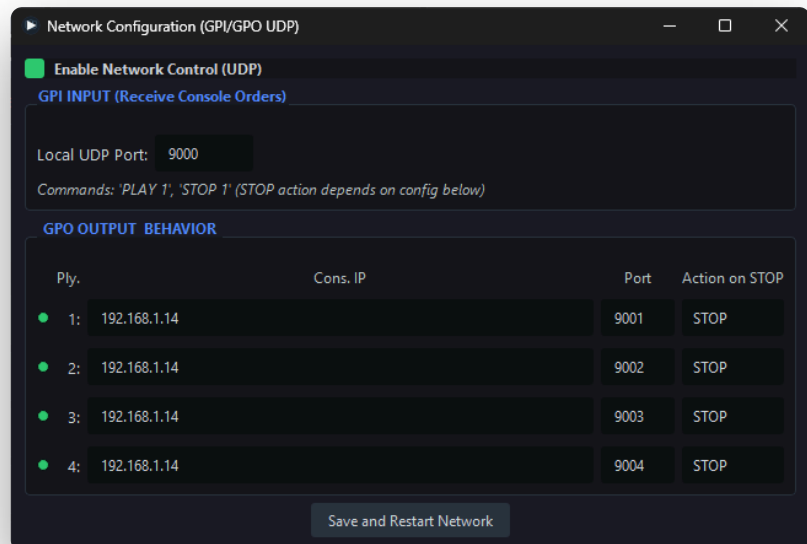 Network Configuration (GPI/GPO UDP)
Enable Network Control (UDP)
GPI INPUT (Receive Console Orders)
Local UDP Port: 9000
Commands: 'PLAY 1', 'STOP 1' (STOP action depends on config below)
GPO OUTPUT BEHAVIOR
Ply. Cons. IP Port Action on STOP
1: 192.168.1.14 9001 STOP
2: 192.168.1.14 9002 STOP
3: 192.168.1.14 9003 STOP
4: 192.168.1.14 9004 STOP
Save and Restart Network